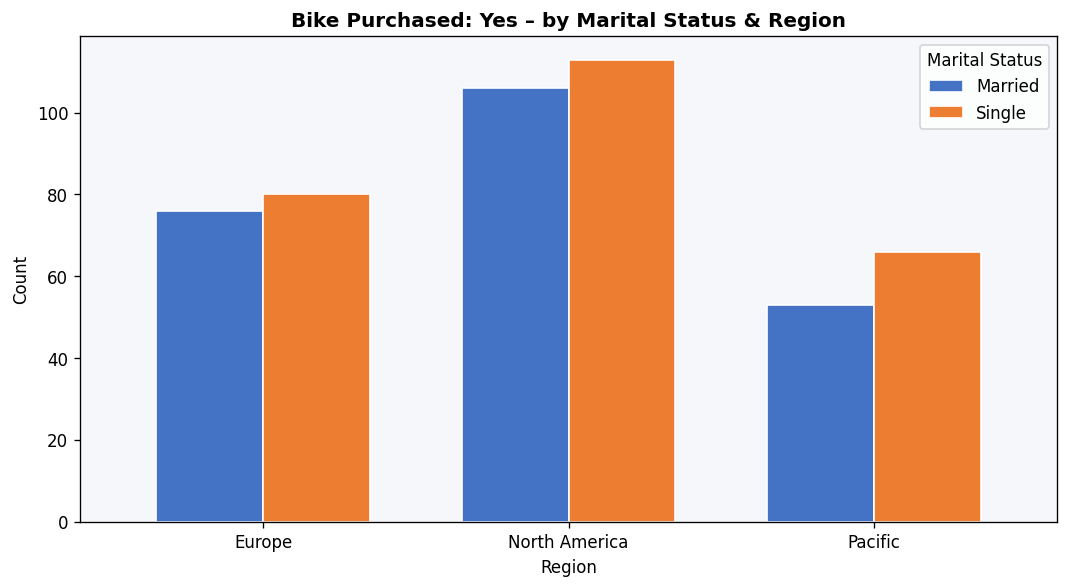 Bike Purchased: Yes – by Marital Status & Region
Marital Status
Married
Single
Count
100
80
60
40
20
0
Europe North America Pacific
Region